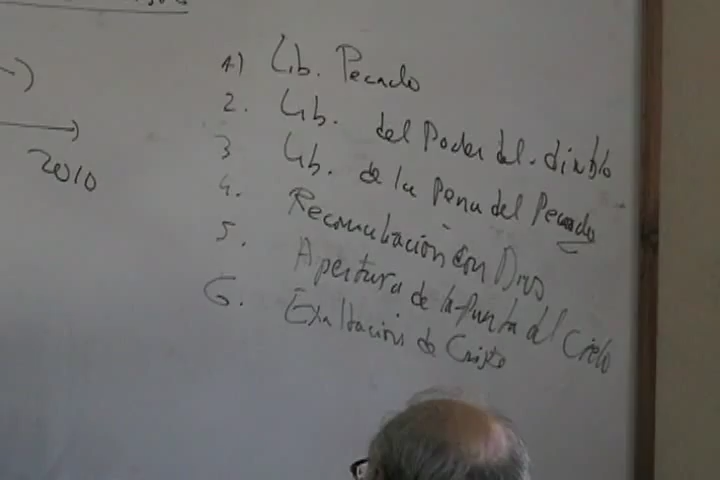 1) Lib. Pecado
2. Lib. del Poder del diablo
3 Lib. de la Pena del Pecado
4. Reconciliación con Dios
5. Apertura de la Puerta del Cielo
6. Exaltación de Cristo
2010